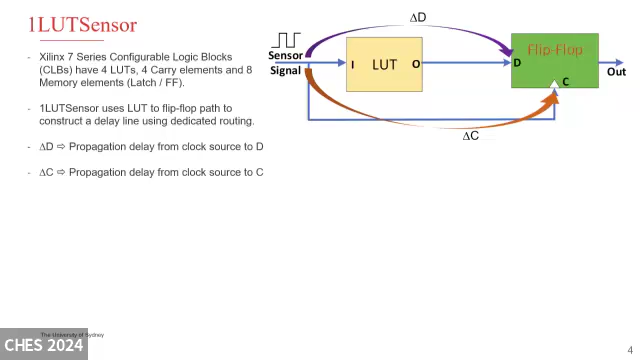 1LUTSensor
- Xilinx 7 Series Configurable Logic Blocks
(CLBs) have 4 LUTs, 4 Carry elements and 8
Memory elements (Latch / FF).
- 1LUTSensor uses LUT to flip-flop path to
construct a delay line using dedicated routing.
- ΔD ⇨ Propagation delay from clock source to D
- ΔC ⇨ Propagation delay from clock source to C
ΔD
Sensor
Signal
I
LUT
O
D
flip-flop
C
Out
ΔC
The University of Sydney
CHES 2024
4